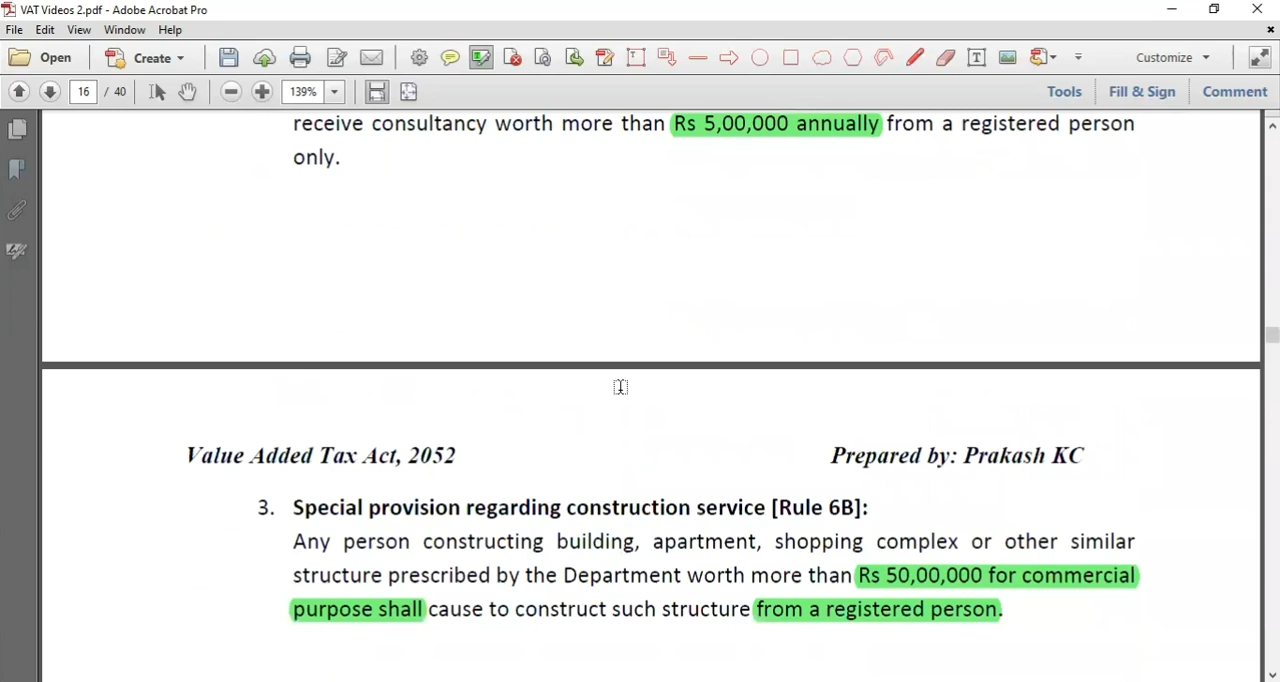 VAT Videos 2.pdf - Adobe Acrobat Pro
File Edit View Window Help
Open Create Customize
16 / 40 139% Tools Fill & Sign Comment
receive consultancy worth more than Rs 5,00,000 annually from a registered person
only.
Value Added Tax Act, 2052 Prepared by: Prakash KC
3. Special provision regarding construction service [Rule 6B]:
Any person constructing building, apartment, shopping complex or other similar
structure prescribed by the Department worth more than Rs 50,00,000 for commercial
purpose shall cause to construct such structure from a registered person.